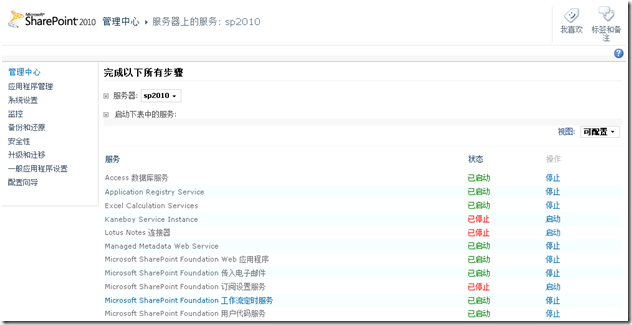 Microsoft
SharePoint 2010 管理中心 ▸ 服务器上的服务: sp2010
我喜欢 标签和备注
管理中心
应用程序管理
系统设置
监控
备份和还原
安全性
升级和迁移
一般应用程序设置
配置向导
完成以下所有步骤
服务器: sp2010
启动下表中的服务:
视图: 可配置
服务 状态 操作
Access 数据库服务 已启动 停止
Application Registry Service 已启动 停止
Excel Calculation Services 已启动 停止
Kaneboy Service Instance 已停止 启动
Lotus Notes 连接器 已停止 启动
Managed Metadata Web Service 已启动 停止
Microsoft SharePoint Foundation Web 应用程序 已启动 停止
Microsoft SharePoint Foundation 传入电子邮件 已启动 停止
Microsoft SharePoint Foundation 订阅设置服务 已停止 启动
Microsoft SharePoint Foundation 工作流定时服务 已启动 停止
Microsoft SharePoint Foundation 用户代码服务 已启动 停止